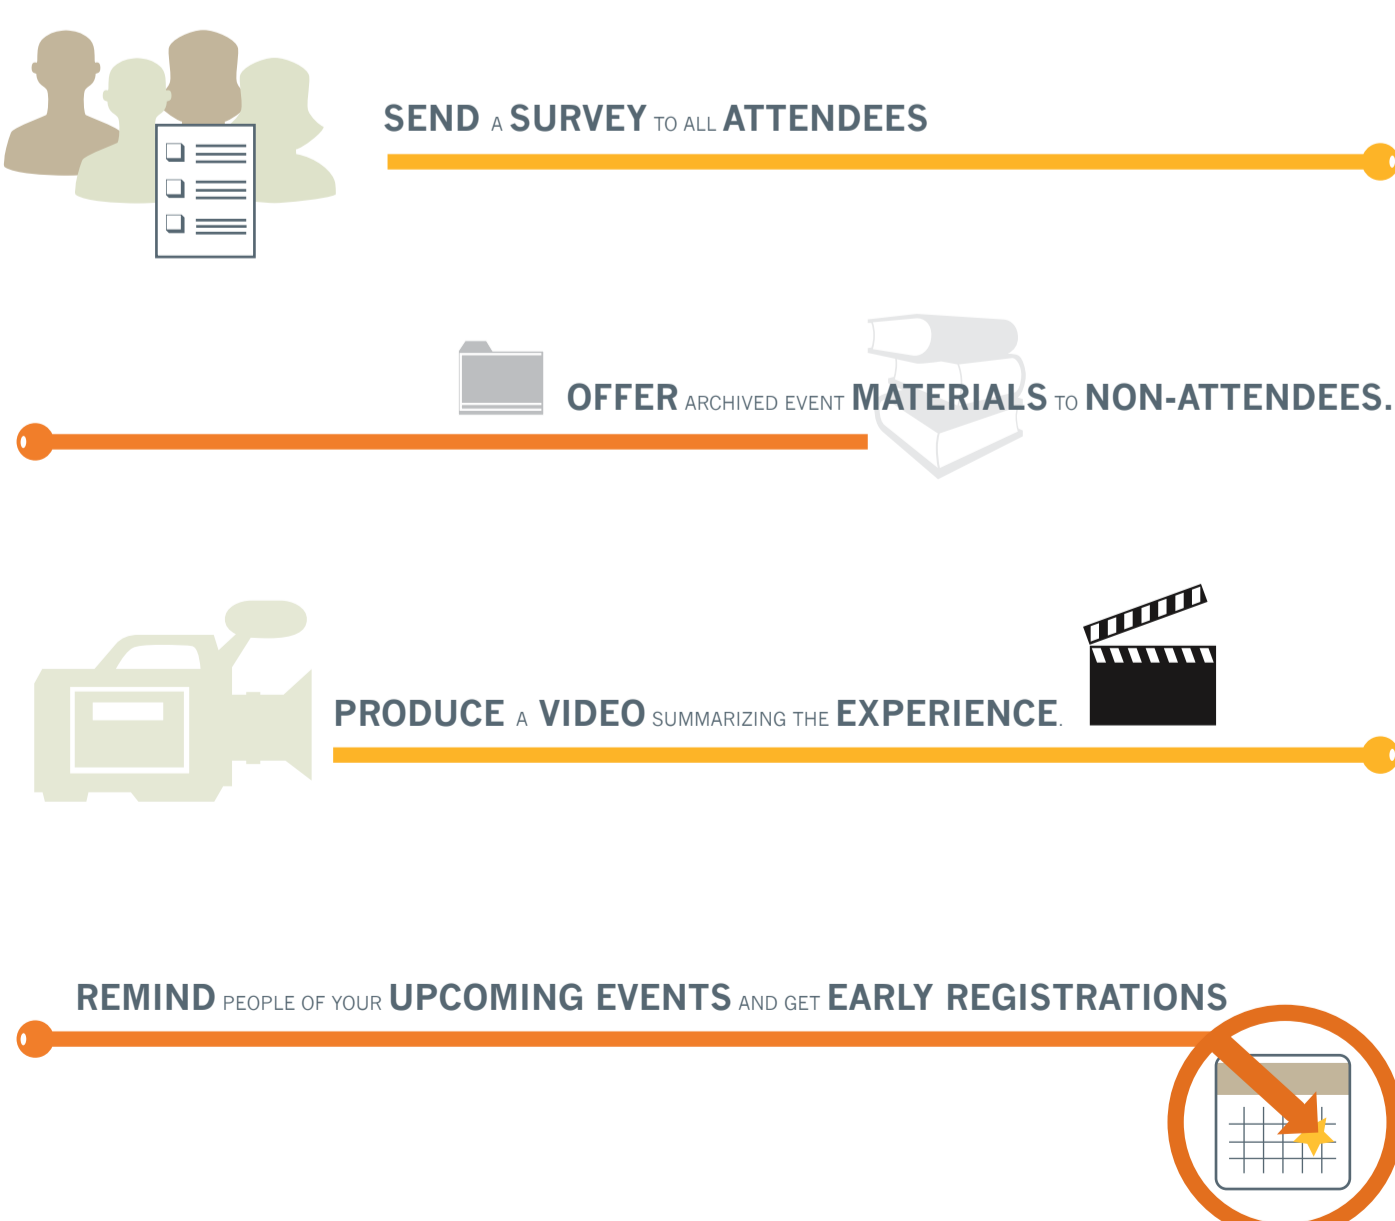 SEND A SURVEY TO ALL ATTENDEES
OFFER ARCHIVED EVENT MATERIALS TO NON-ATTENDEES.
PRODUCE A VIDEO SUMMARIZING THE EXPERIENCE.
REMIND PEOPLE OF YOUR UPCOMING EVENTS AND GET EARLY REGISTRATIONS